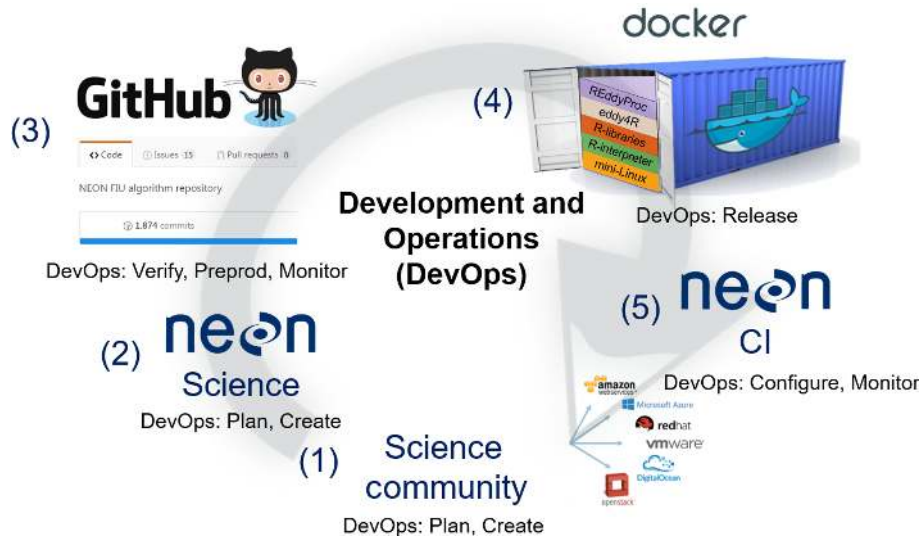 docker
GitHub
(3)
<> Code
Issues 15
Pull requests 8
NEON FIU algorithm repository
1,874 commits
DevOps: Verify, Preprod, Monitor
(4)
REddyProc
eddy4R
R-libraries
R-interpreter
mini-Linux
DevOps: Release
Development and
Operations
(DevOps)
(2)
neon
Science
DevOps: Plan, Create
(5)
neon
CI
DevOps: Configure, Monitor
(1)
Science
community
DevOps: Plan, Create
amazon
webservices
Microsoft Azure
redhat
vmware
DigitalOcean
openstack